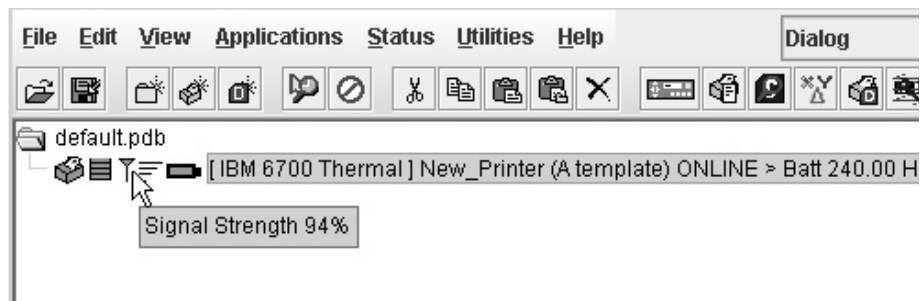 File Edit View Applications Status Utilities Help Dialog
default.pdb
[ IBM 6700 Thermal ] New_Printer (A template) ONLINE > Batt 240.00 H
Signal Strength 94%